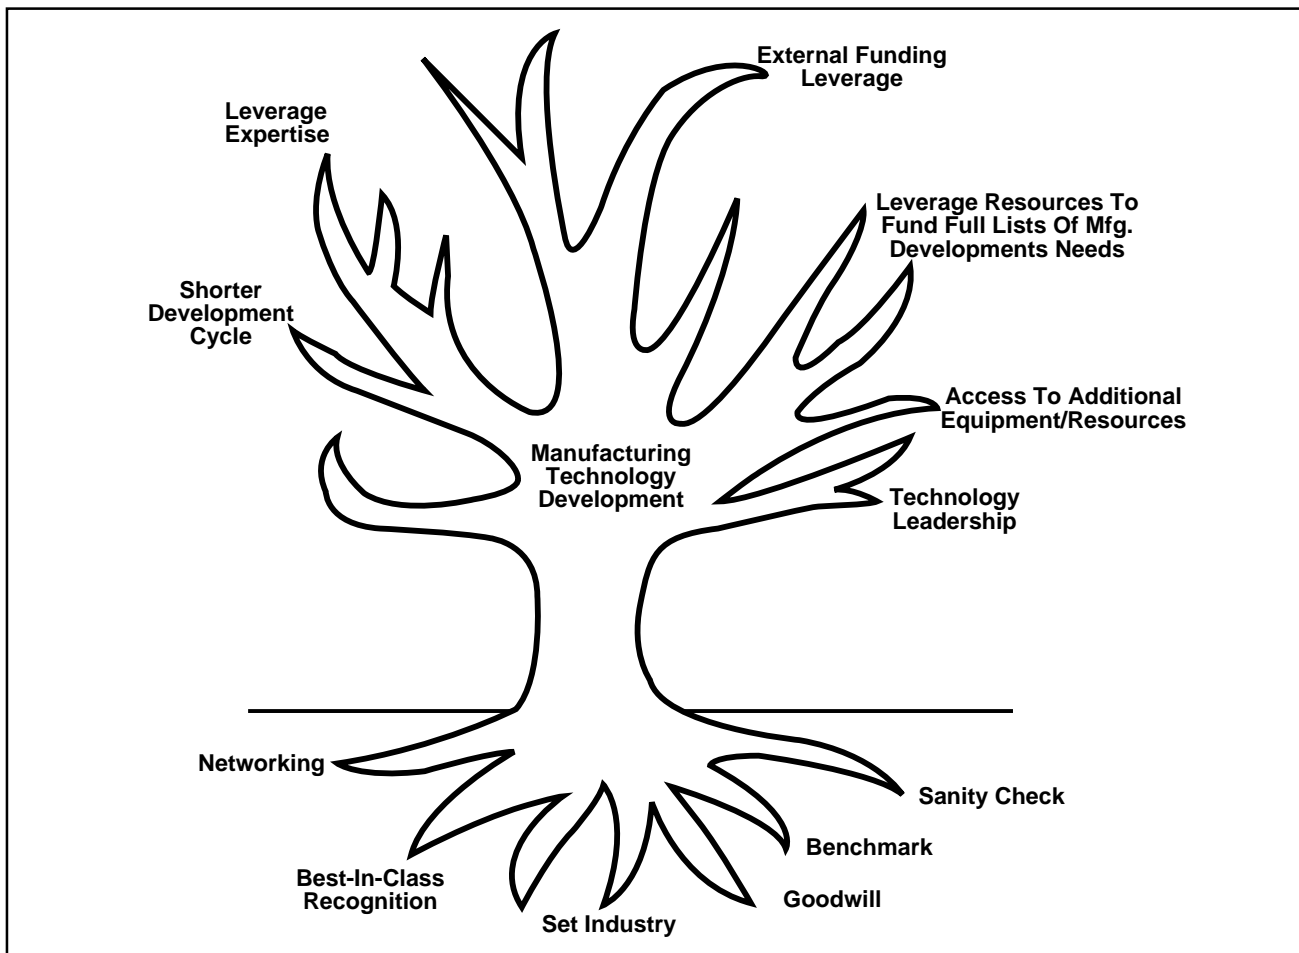 External Funding
Leverage
Leverage
Expertise
Leverage Resources To
Fund Full Lists Of Mfg.
Developments Needs
Shorter
Development
Cycle
Access To Additional
Equipment/Resources
Manufacturing
Technology
Development
Technology
Leadership
Networking
Sanity Check
Benchmark
Best-In-Class
Recognition
Goodwill
Set Industry